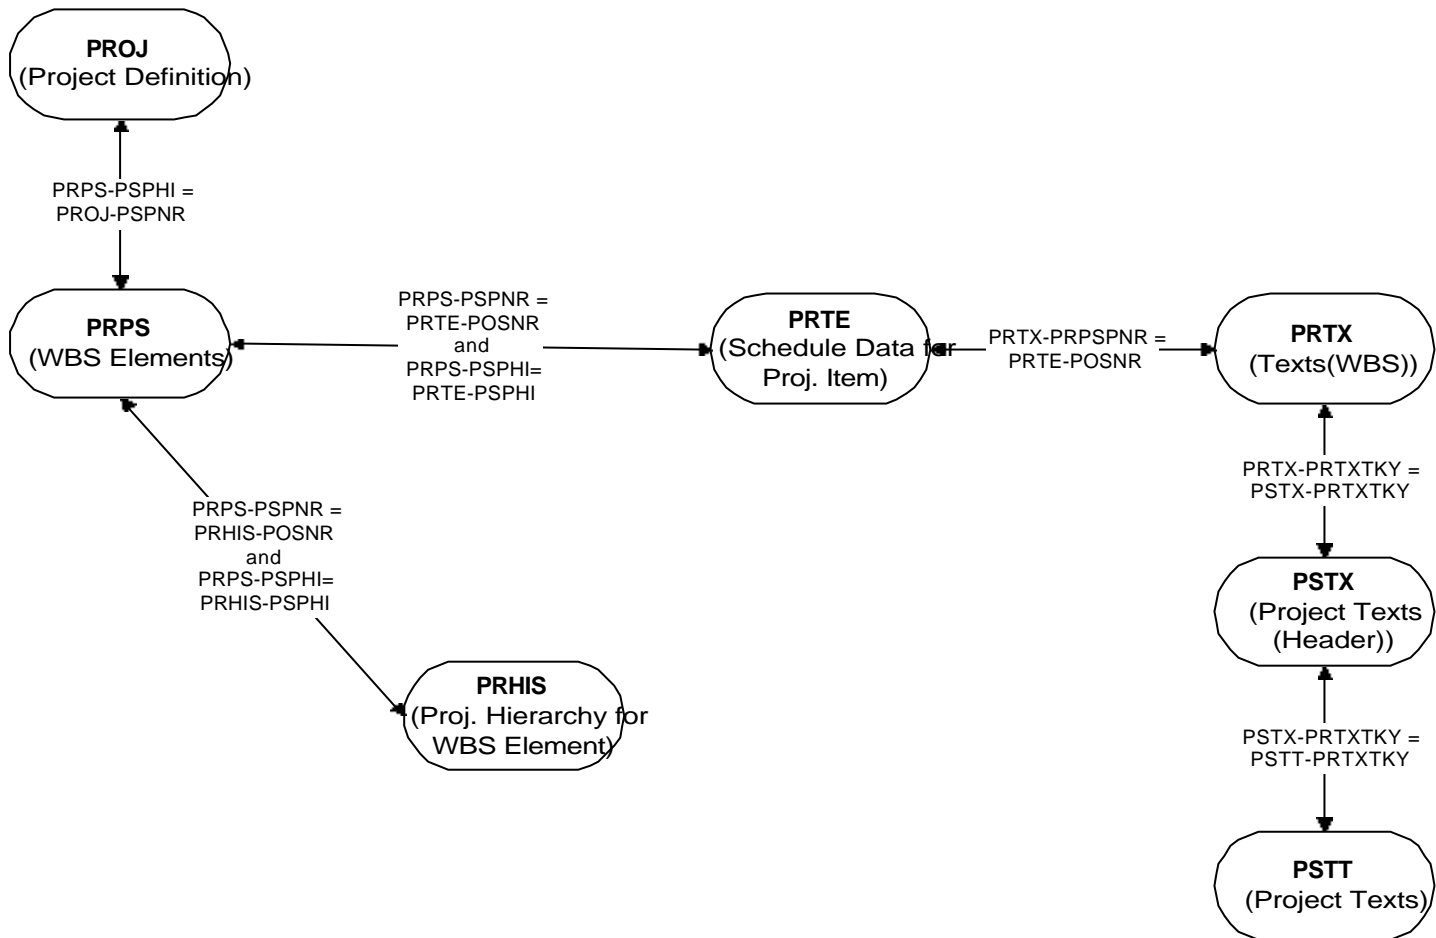 PROJ
(Project Definition)
PRPS-PSPHI =
PROJ-PSPNR
PRPS
(WBS Elements)
PRPS-PSPNR =
PRTE-POSNR
and
PRPS-PSPHI=
PRTE-PSPHI
PRTE
(Schedule Data for
Proj. Item)
PRTX-PRPSPNR =
PRTE-POSNR
PRTX
(Texts(WBS))
PRTX-PRTXTKY =
PSTX-PRTXTKY
PRPS-PSPNR =
PRHIS-POSNR
and
PRPS-PSPHI=
PRHIS-PSPHI
PSTX
(Project Texts
(Header))
PRHIS
(Proj. Hierarchy for
WBS Element)
PSTX-PRTXTKY =
PSTT-PRTXTKY
PSTT
(Project Texts)